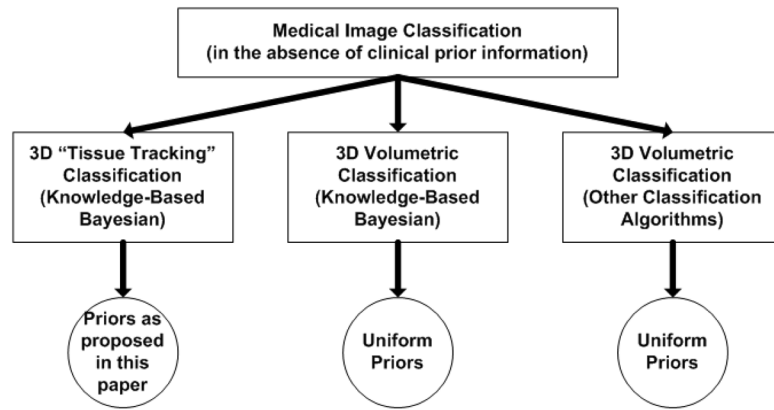 Medical Image Classification
(in the absence of clinical prior information)
3D “Tissue Tracking”
Classification
(Knowledge-Based
Bayesian)
3D Volumetric
Classification
(Knowledge-Based
Bayesian)
3D Volumetric
Classification
(Other Classification
Algorithms)
Priors as
proposed
in this
paper
Uniform
Priors
Uniform
Priors